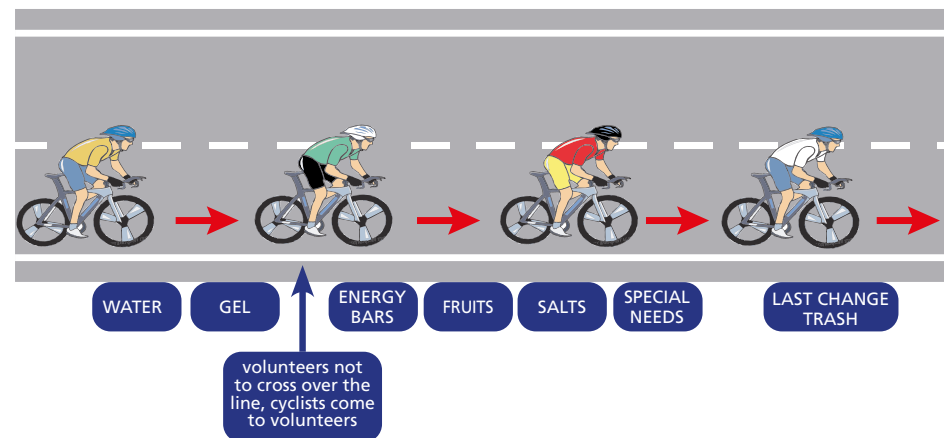 WATER
GEL
ENERGY
BARS
FRUITS
SALTS
SPECIAL
NEEDS
LAST CHANGE
TRASH
volunteers not
to cross over the
line, cyclists come
to volunteers